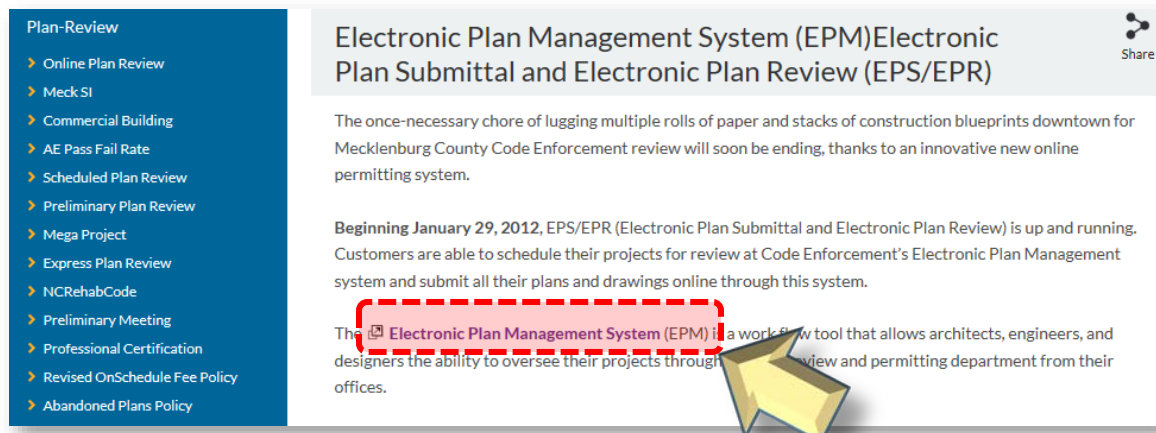 Plan-Review
Online Plan Review
Meck SI
Commercial Building
AE Pass Fail Rate
Scheduled Plan Review
Preliminary Plan Review
Mega Project
Express Plan Review
NCRehabCode
Preliminary Meeting
Professional Certification
Revised OnSchedule Fee Policy
Abandoned Plans Policy
Electronic Plan Management System (EPM)Electronic
Plan Submittal and Electronic Plan Review (EPS/EPR)
Share
The once-necessary chore of lugging multiple rolls of paper and stacks of construction blueprints downtown for
Mecklenburg County Code Enforcement review will soon be ending, thanks to an innovative new online
permitting system.
Beginning January 29, 2012, EPS/EPR (Electronic Plan Submittal and Electronic Plan Review) is up and running.
Customers are able to schedule their projects for review at Code Enforcement's Electronic Plan Management
system and submit all their plans and drawings online through this system.
The Electronic Plan Management System (EPM) is a work flow tool that allows architects, engineers, and
designers the ability to oversee their projects through view and permitting department from their
offices.